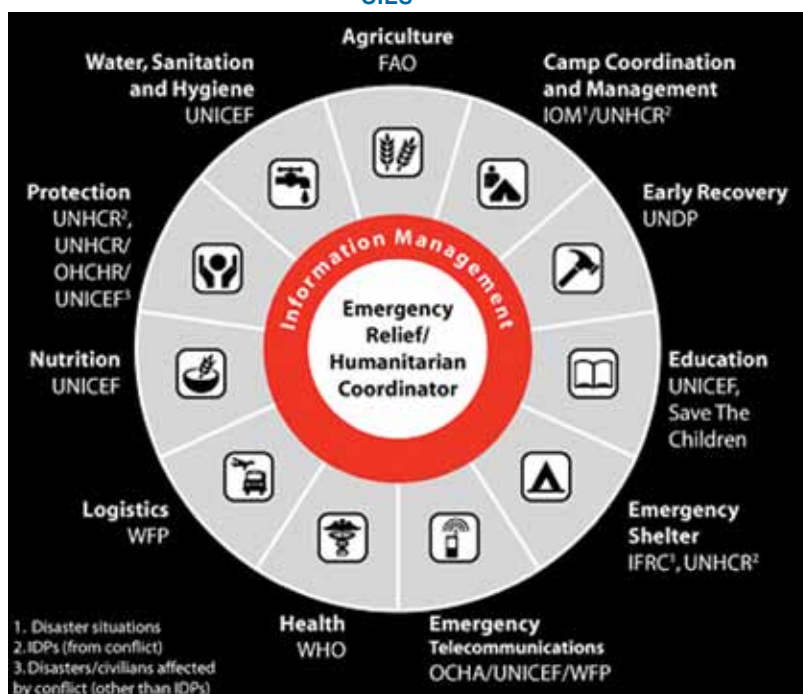 Agriculture
FAO
Camp Coordination
and Management
IOM¹/UNHCR²
Early Recovery
UNDP
Education
UNICEF,
Save The
Children
Emergency
Shelter
IFRC¹, UNHCR²
Emergency
Telecommunications
OCHA/UNICEF/WFP
Health
WHO
Logistics
WFP
Nutrition
UNICEF
Protection
UNHCR²,
UNHCR/
OHCHR/
UNICEF³
Water, Sanitation
and Hygiene
UNICEF
Information Management
Emergency
Relief/
Humanitarian
Coordinator
1. Disaster situations
2. IDPs (from conflict)
3. Disasters/civilians affected
by conflict (other than IDPs)